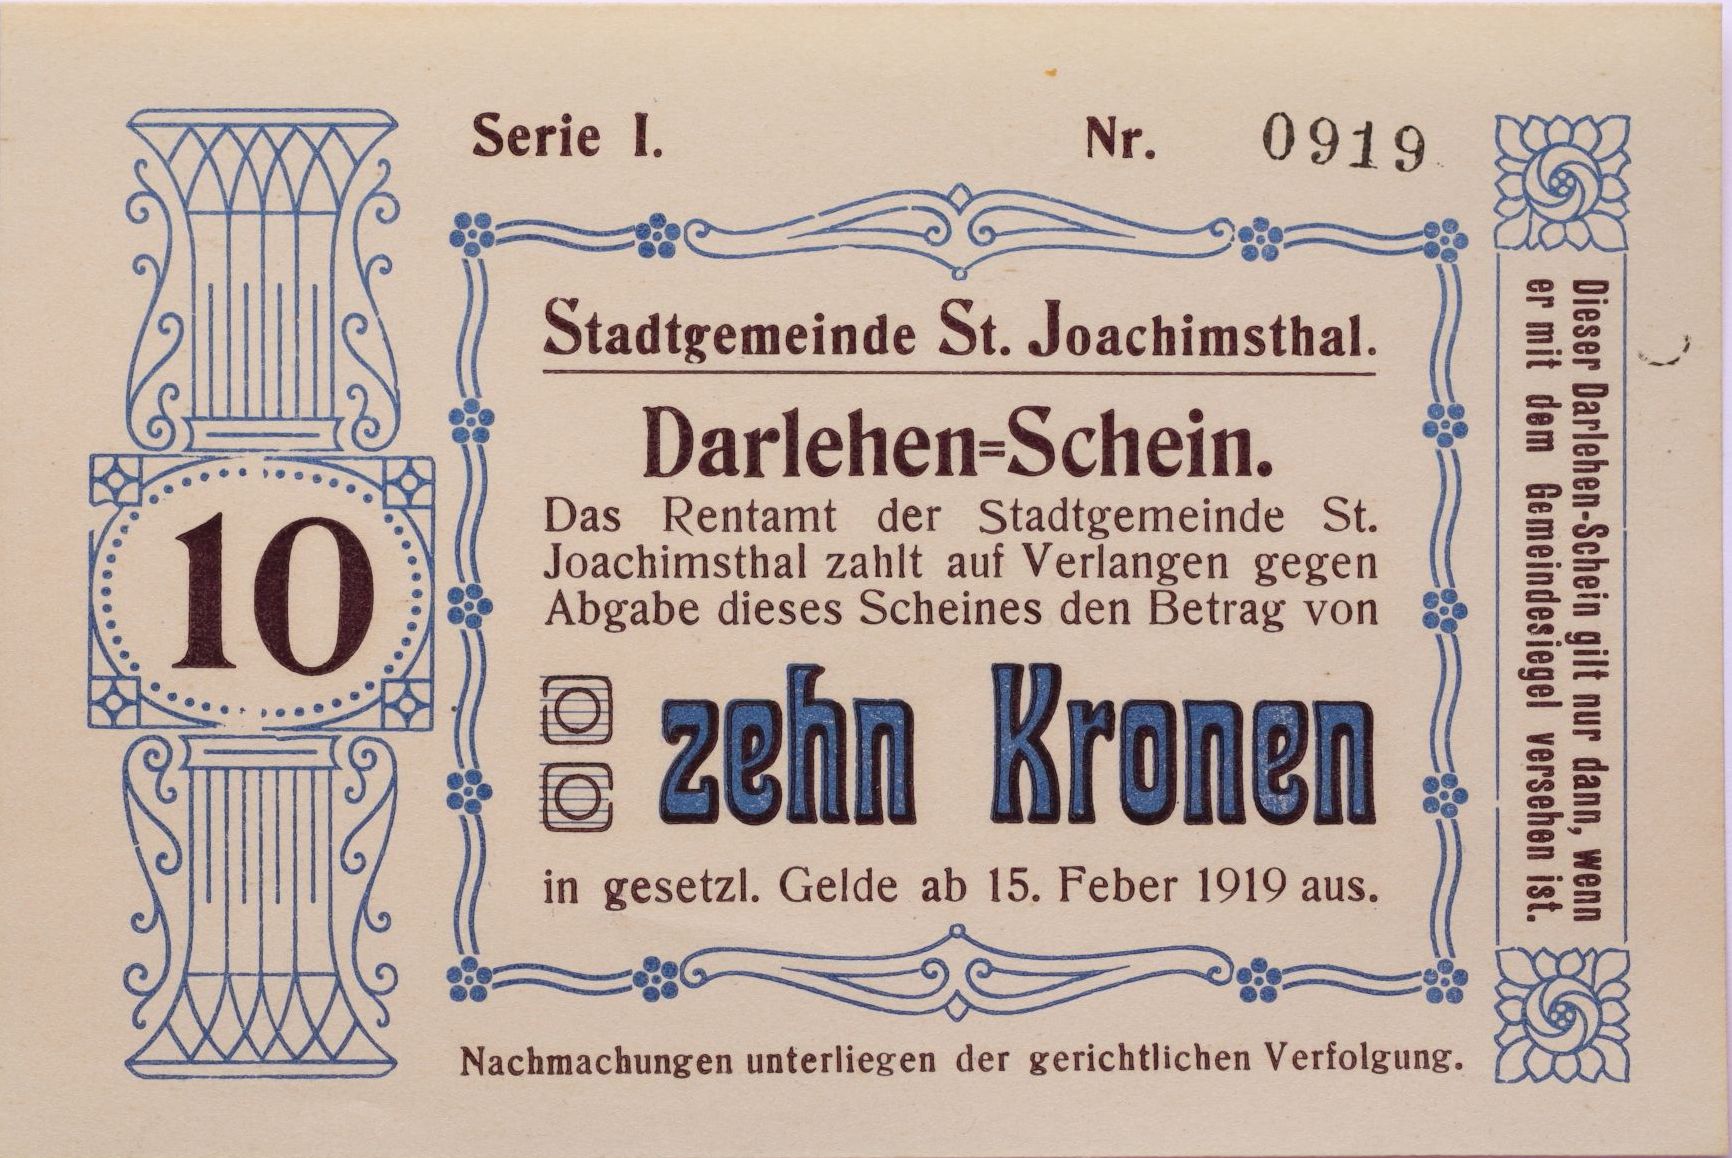 Serie I.
Nr. 0919
Stadtgemeinde St. Joachimsthal.
Darlehen=Schein.
Das Rentamt der Stadtgemeinde St.
Joachimsthal zahlt auf Verlangen gegen
Abgabe dieses Scheines den Betrag von
10
zehn Kronen
in gesetzl. Gelde ab 15. Feber 1919 aus.
Nachmachungen unterliegen der gerichtlichen Verfolgung.
Dieser Darlehen-Schein gilt nur dann, wenn
er mit dem Gemeindesiegel versehen ist.